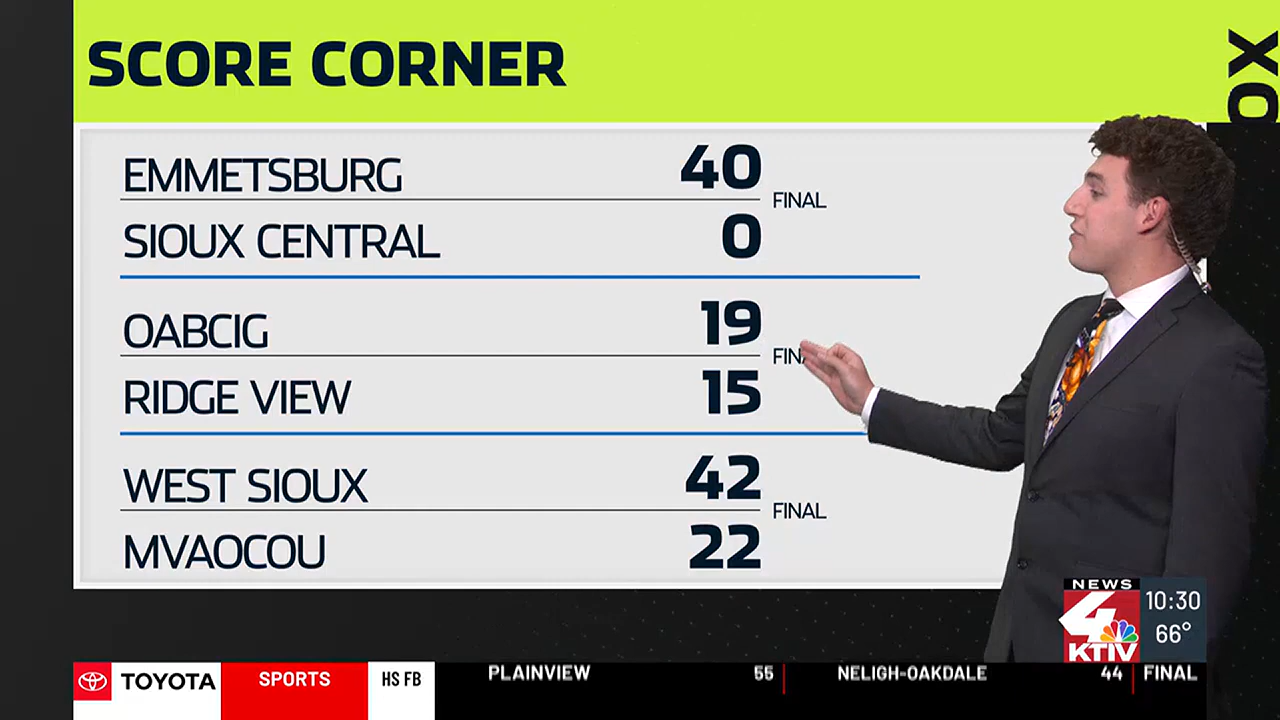 SCORE CORNER
OX
EMMETSBURG 40
FINAL
SIOUX CENTRAL 0
OABCIG 19
RIDGE VIEW 15
WEST SIOUX 42
FINAL
MVAOCOU 22
NEWS
4
KTIV
10:30
66°
TOYOTA SPORTS HS FB PLAINVIEW 55 NELIGH-OAKDALE 44 FINAL